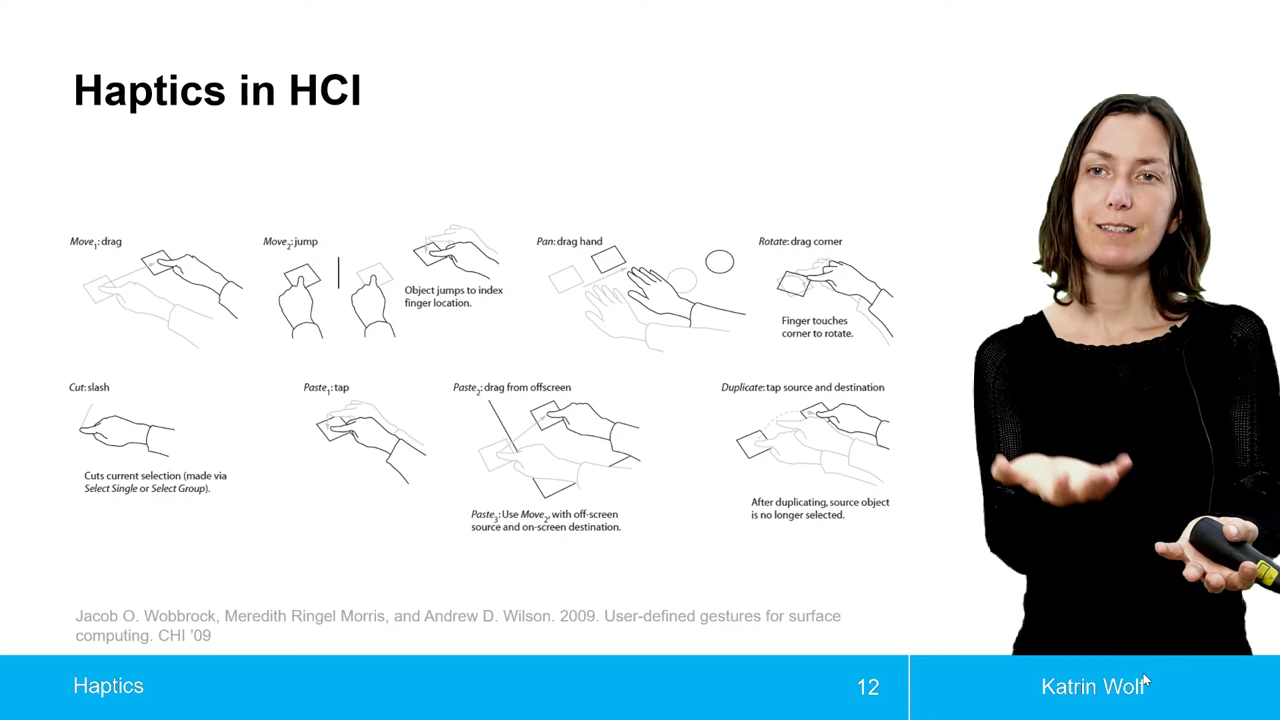 Haptics in HCI
Move1: drag
Move2: jump
Object jumps to index
finger location.
Pan: drag hand
Rotate: drag corner
Finger touches
corner to rotate.
Cut: slash
Cuts current selection (made via
Select Single or Select Group).
Paste1: tap
Paste2: drag from offscreen
Paste3: Use Move2, with off-screen
source and on-screen destination.
Duplicate: tap source and destination
After duplicating, source object
is no longer selected.
Jacob O. Wobbrock, Meredith Ringel Morris, and Andrew D. Wilson. 2009. User-defined gestures for surface
computing. CHI ’09
Haptics
12
Katrin Wolf